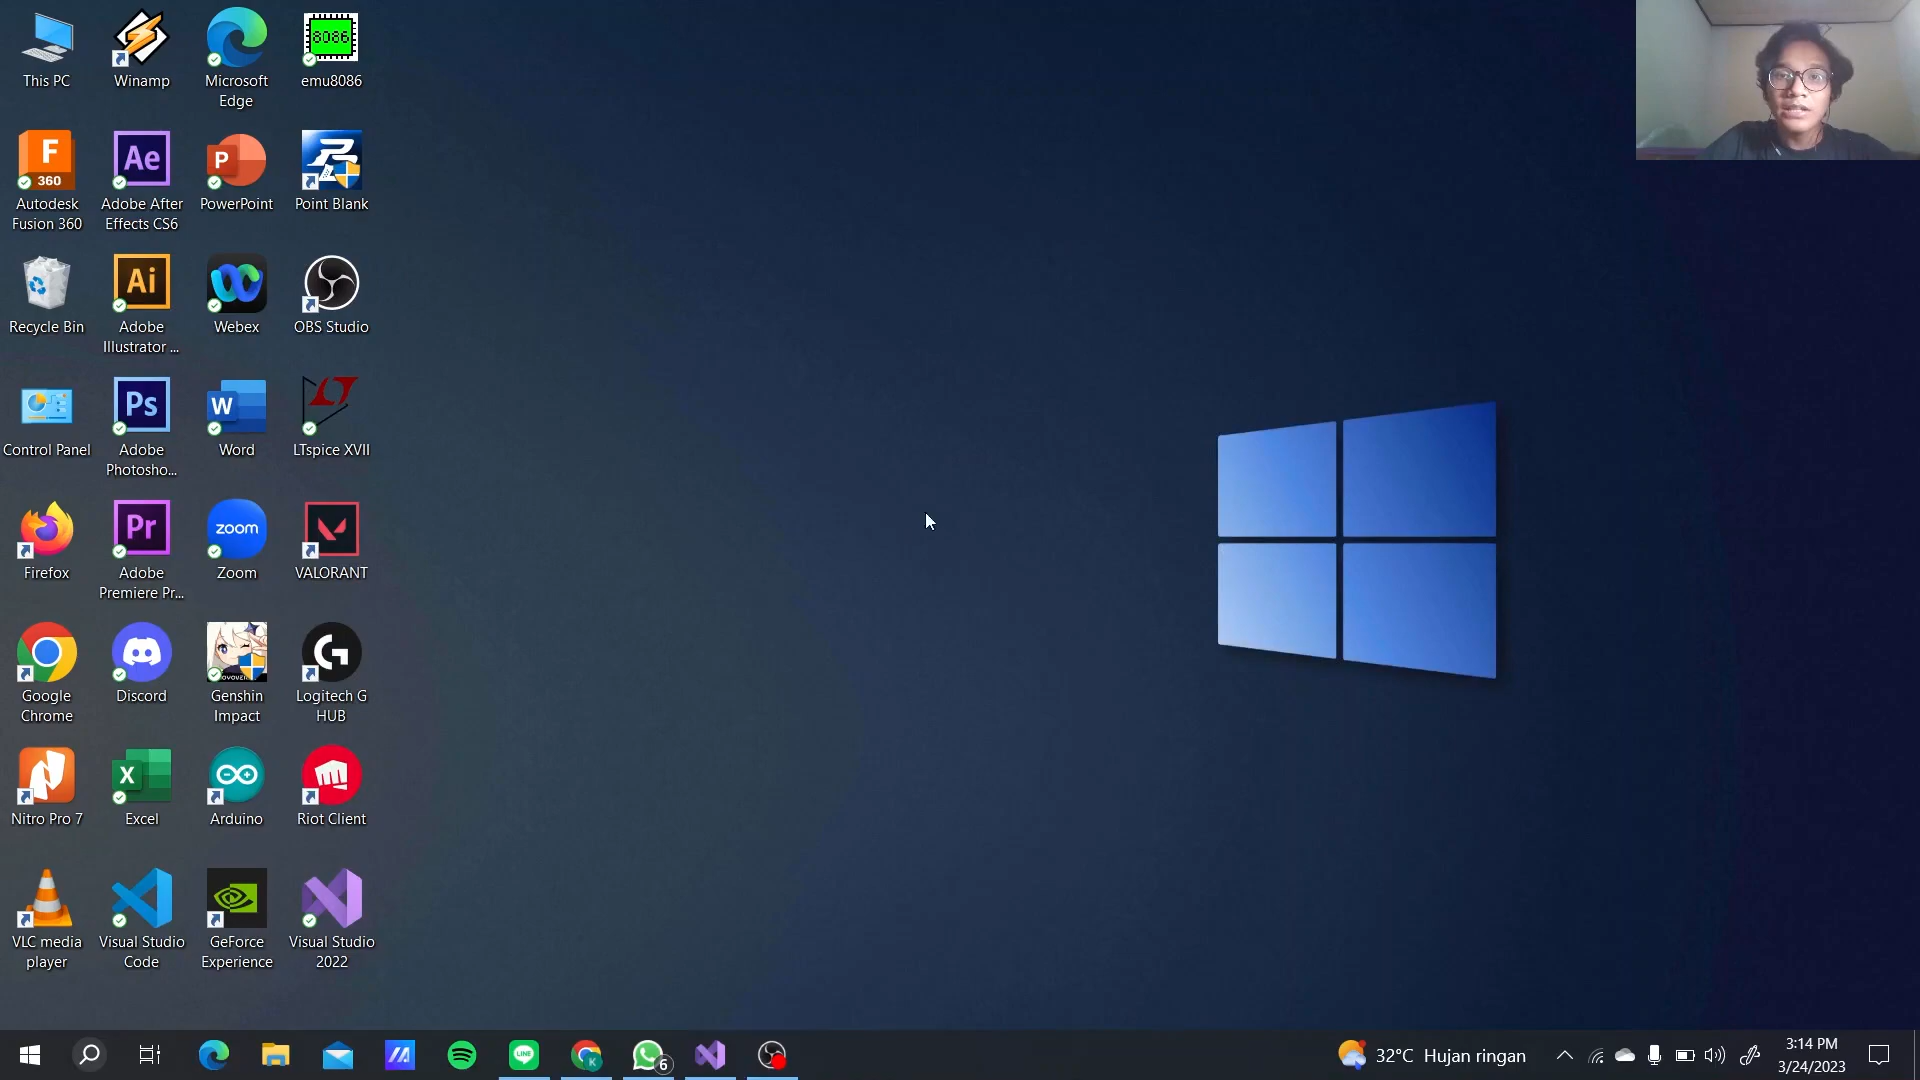 This PC
Winamp
Microsoft
Edge
8086
emu8086
F
360
Autodesk
Fusion 360
Ae
Adobe After
Effects CS6
P
PowerPoint
Point Blank
Recycle Bin
Ai
Adobe
Illustrator ...
Webex
OBS Studio
Control Panel
Ps
Adobe
Photosho...
W
Word
LTspice XVII
Firefox
Pr
Adobe
Premiere Pr...
zoom
Zoom
VALORANT
Google
Chrome
Discord
Genshin
Impact
G
Logitech G
HUB
Nitro Pro 7
X
Excel
Arduino
Riot Client
VLC media
player
Visual Studio
Code
GeForce
Experience
Visual Studio
2022
LINE
K
6
32°C Hujan ringan
3:14 PM
3/24/2023